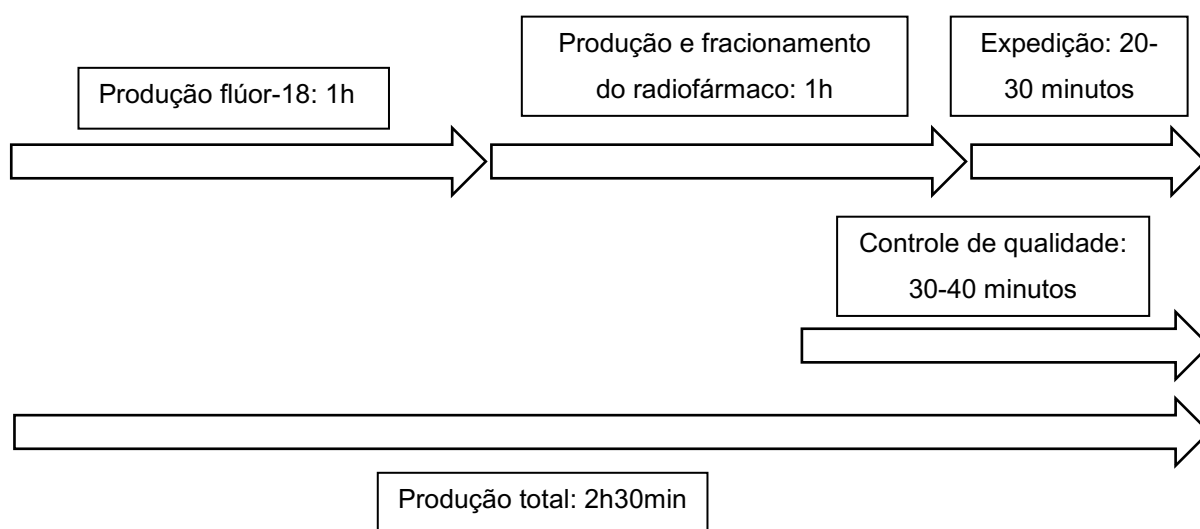 Produção flúor-18: 1h
Produção e fracionamento
do radiofármaco: 1h
Expedição: 20-
30 minutos
Controle de qualidade:
30-40 minutos
Produção total: 2h30min